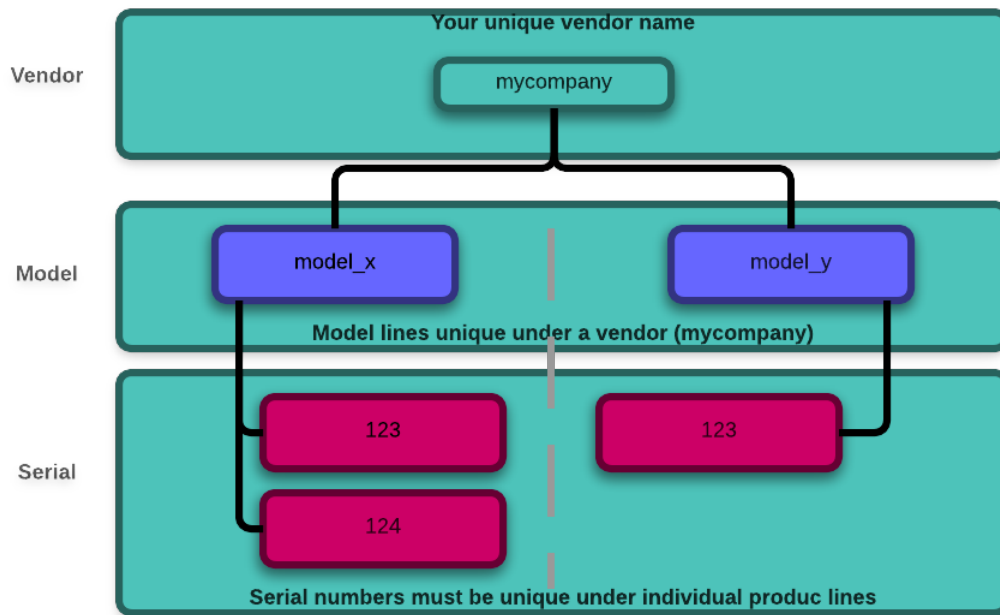 Your unique vendor name
Vendor
mycompany
Model
model_x
model_y
Model lines unique under a vendor (mycompany)
Serial
123
123
124
Serial numbers must be unique under individual produc lines